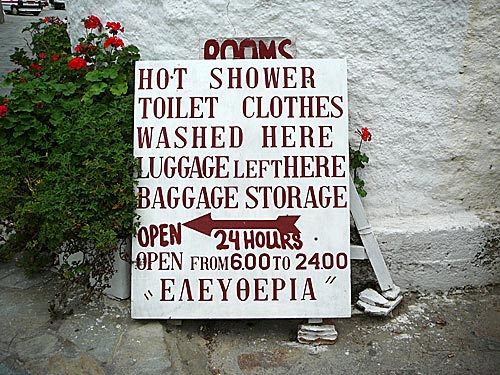 ROOMS
HOT SHOWER
TOILET CLOTHES
WASHED HERE
LUGGAGE LEFT HERE
BAGGAGE STORAGE
OPEN 24 HOURS
OPEN FROM 6.00 TO 24.00
"ΕΛΕΥΘΕΡΙΑ"